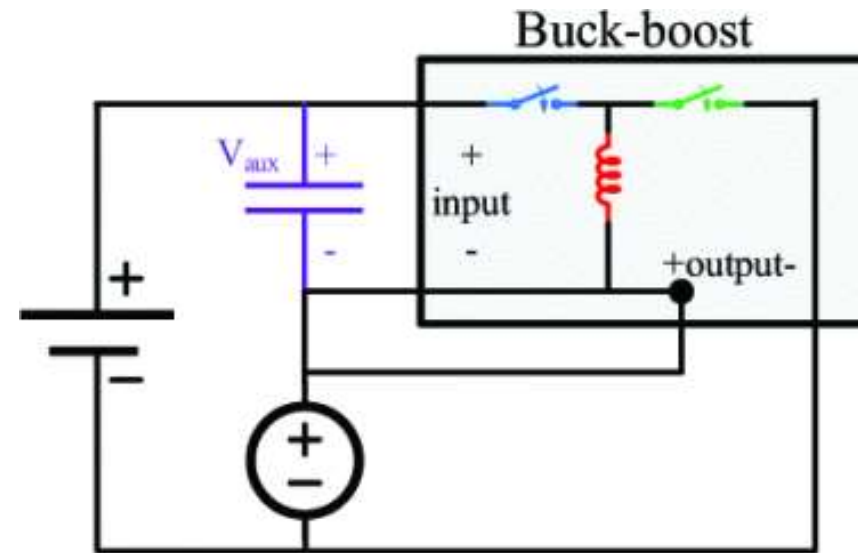 Buck-boost
Vaux +
-
+
input
-
+output-
+
−
+
−